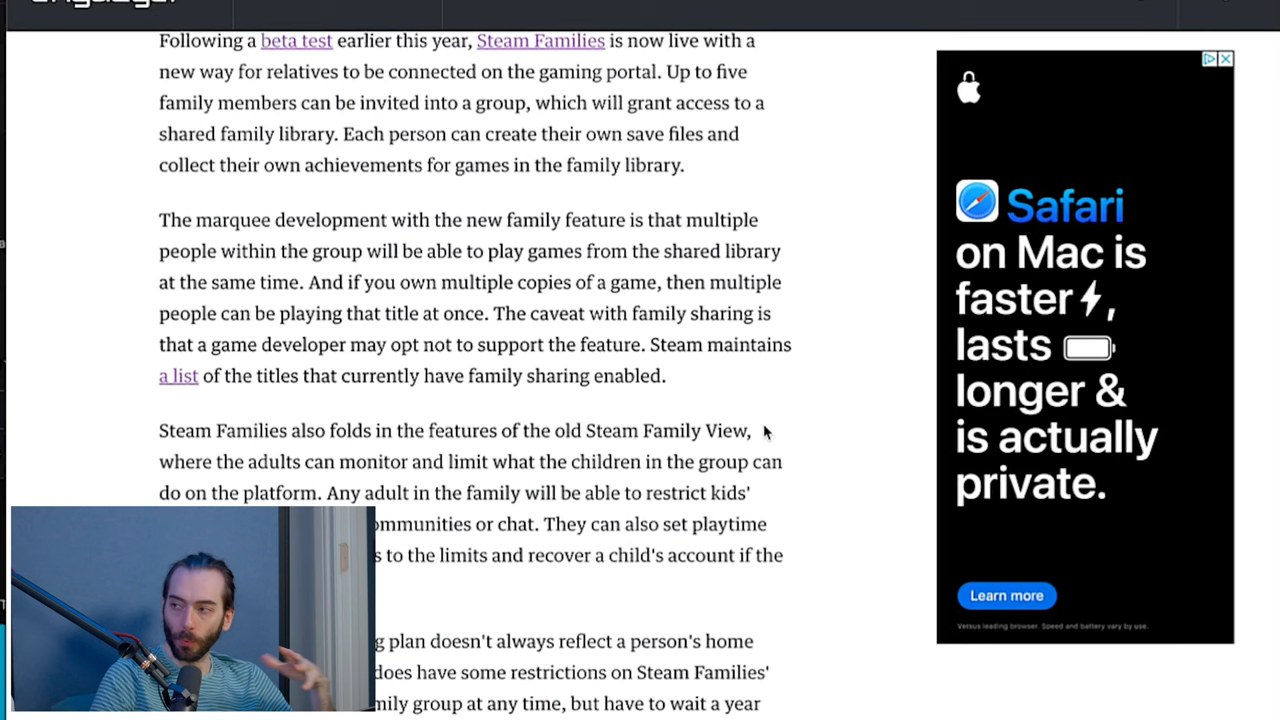 Following a beta test earlier this year, Steam Families is now live with a
new way for relatives to be connected on the gaming portal. Up to five
family members can be invited into a group, which will grant access to a
shared family library. Each person can create their own save files and
collect their own achievements for games in the family library.
The marquee development with the new family feature is that multiple
people within the group will be able to play games from the shared library
at the same time. And if you own multiple copies of a game, then multiple
people can be playing that title at once. The caveat with family sharing is
that a game developer may opt not to support the feature. Steam maintains
a list of the titles that currently have family sharing enabled.
Steam Families also folds in the features of the old Steam Family View,
where the adults can monitor and limit what the children in the group can
do on the platform. Any adult in the family will be able to restrict kids'
ommunities or chat. They can also set playtime
s to the limits and recover a child's account if the
g plan doesn't always reflect a person's home
does have some restrictions on Steam Families'
mily group at any time, but have to wait a year
Safari
on Mac is
faster,
lasts
longer &
is actually
private.
Learn more
Versus leading browser. Speed and battery vary by use.